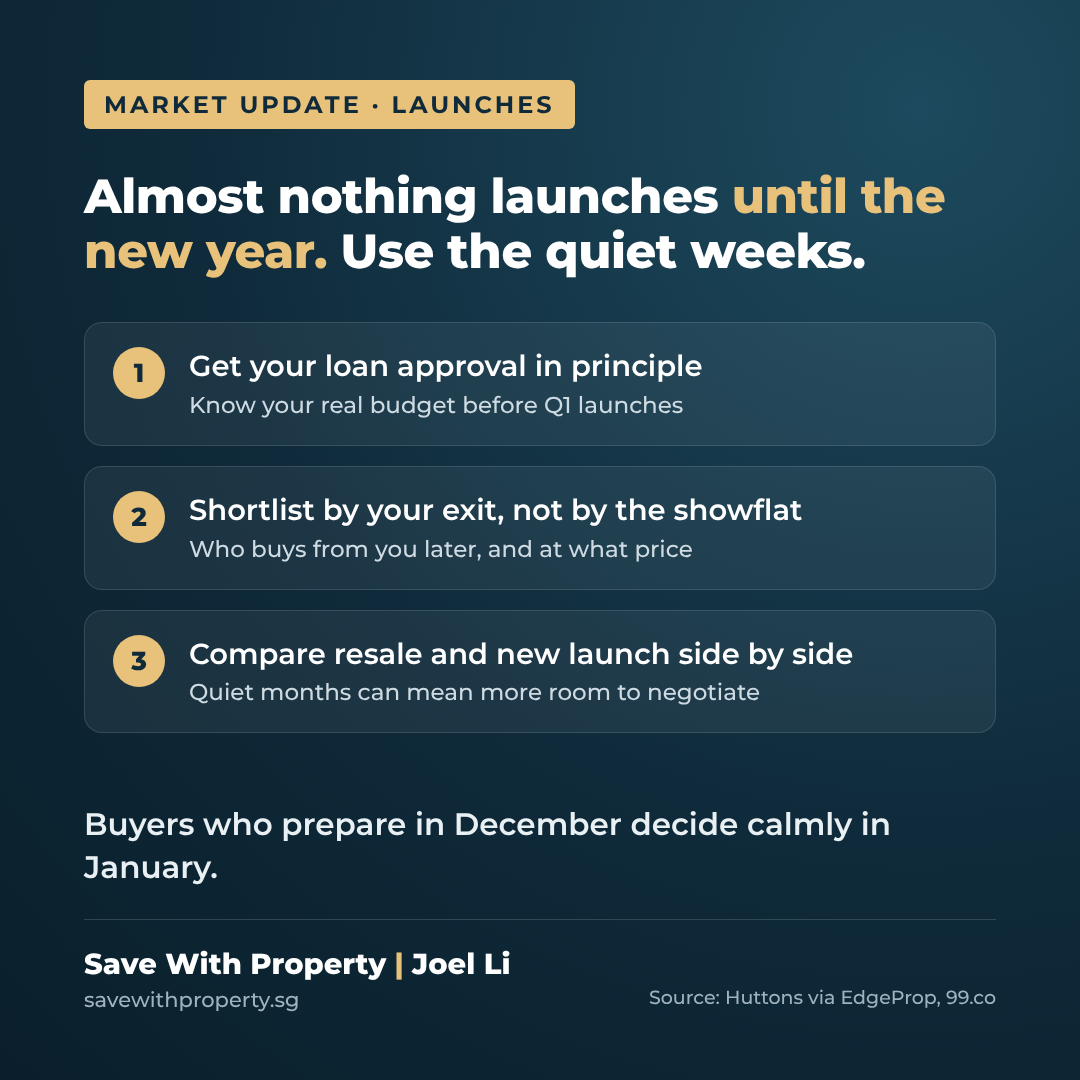 MARKET UPDATE · LAUNCHES
Almost nothing launches until the
new year. Use the quiet weeks.
1
Get your loan approval in principle
Know your real budget before Q1 launches
2
Shortlist by your exit, not by the showflat
Who buys from you later, and at what price
3
Compare resale and new launch side by side
Quiet months can mean more room to negotiate
Buyers who prepare in December decide calmly in
January.
Save With Property | Joel Li
savewithproperty.sg
Source: Huttons via EdgeProp, 99.co